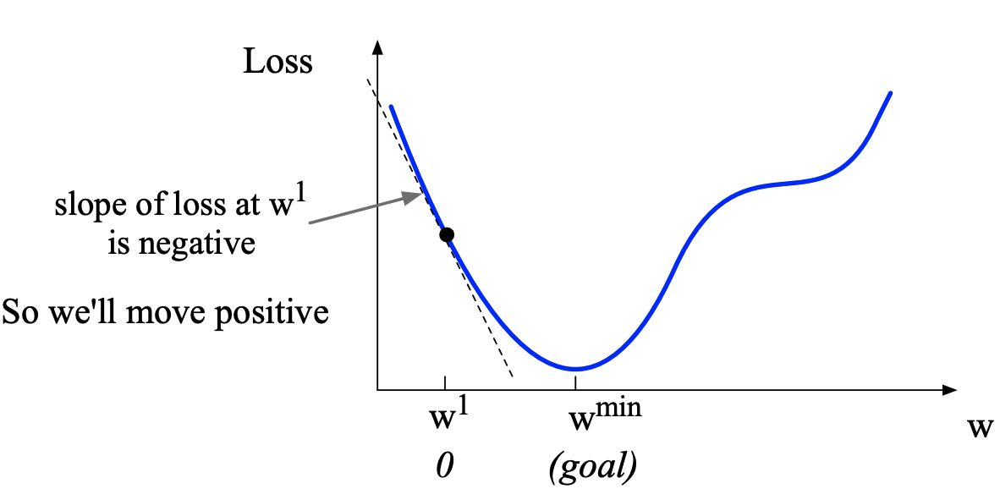 Loss
slope of loss at w¹
is negative
So we'll move positive
w¹
wᵐⁱⁿ
w
0
(goal)